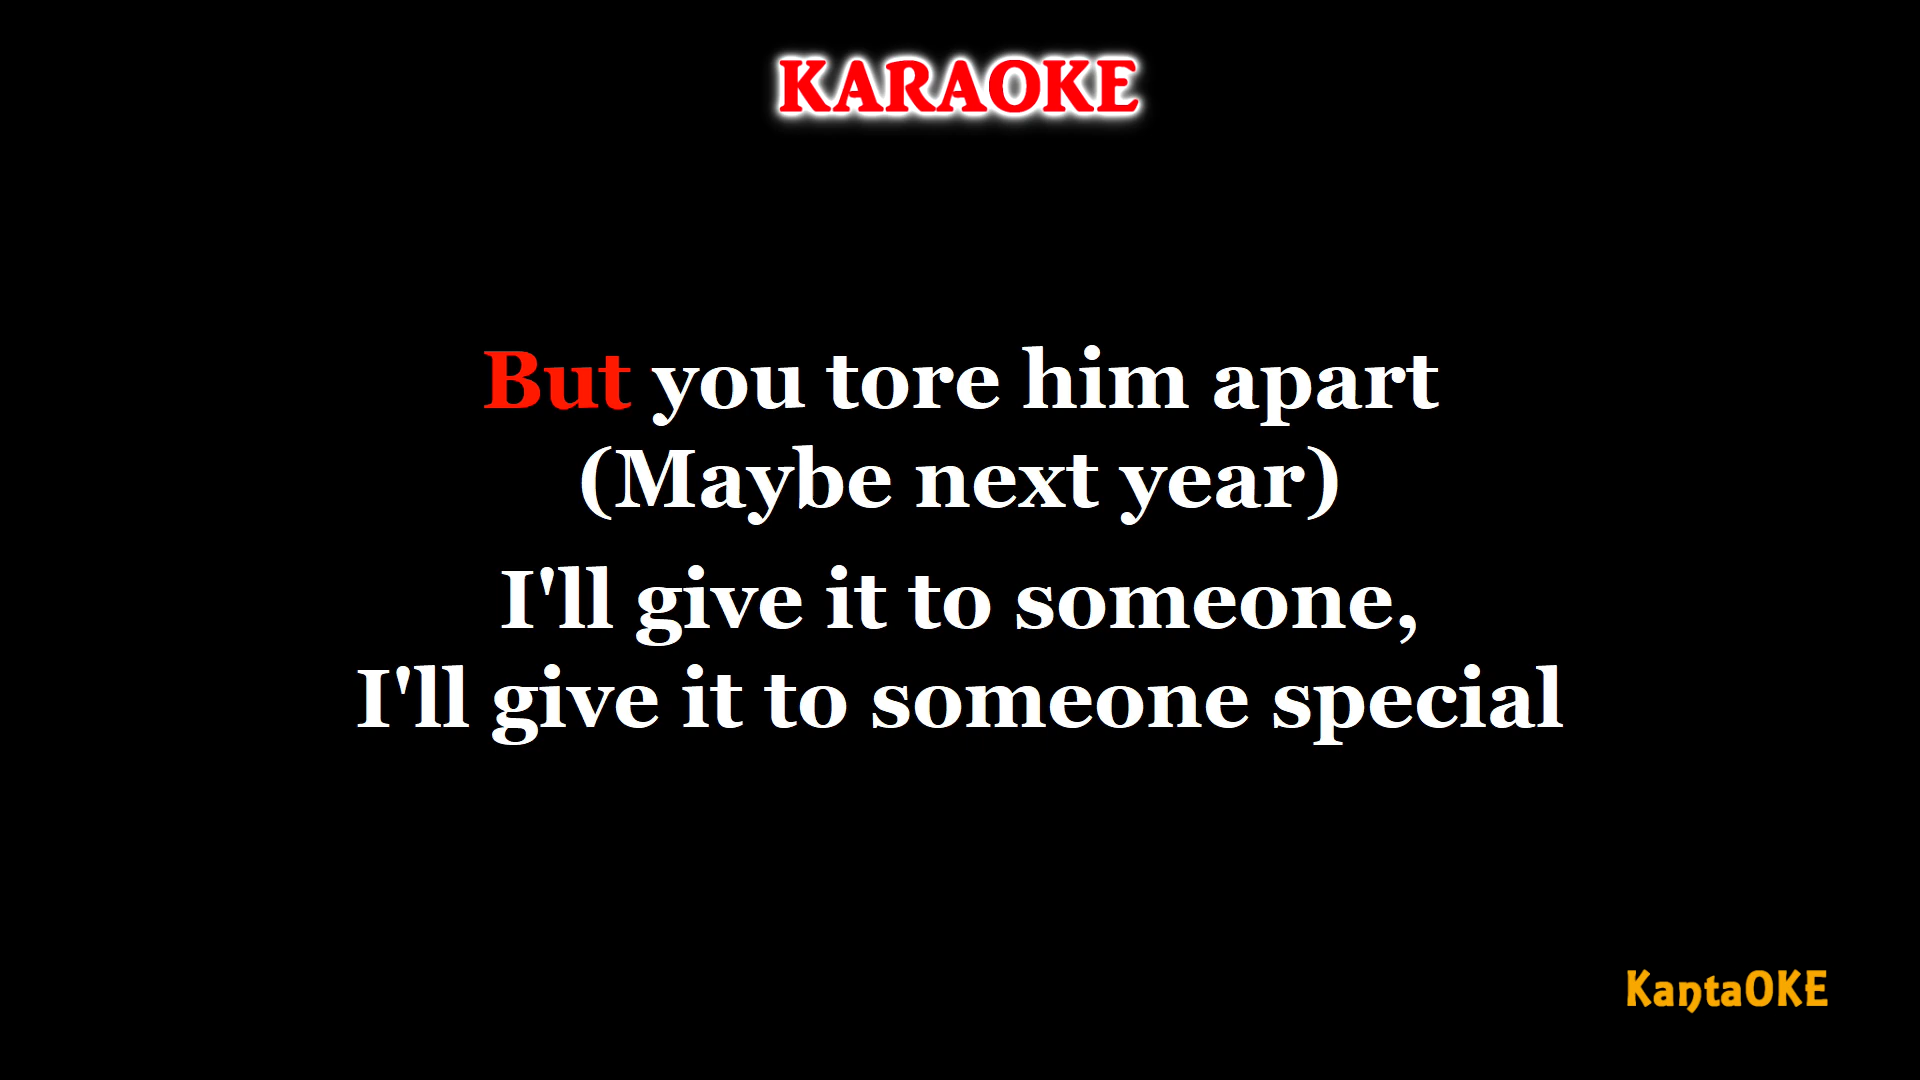 KARAOKE
But you tore him apart
(Maybe next year)
I'll give it to someone,
I'll give it to someone special
KantaOKE